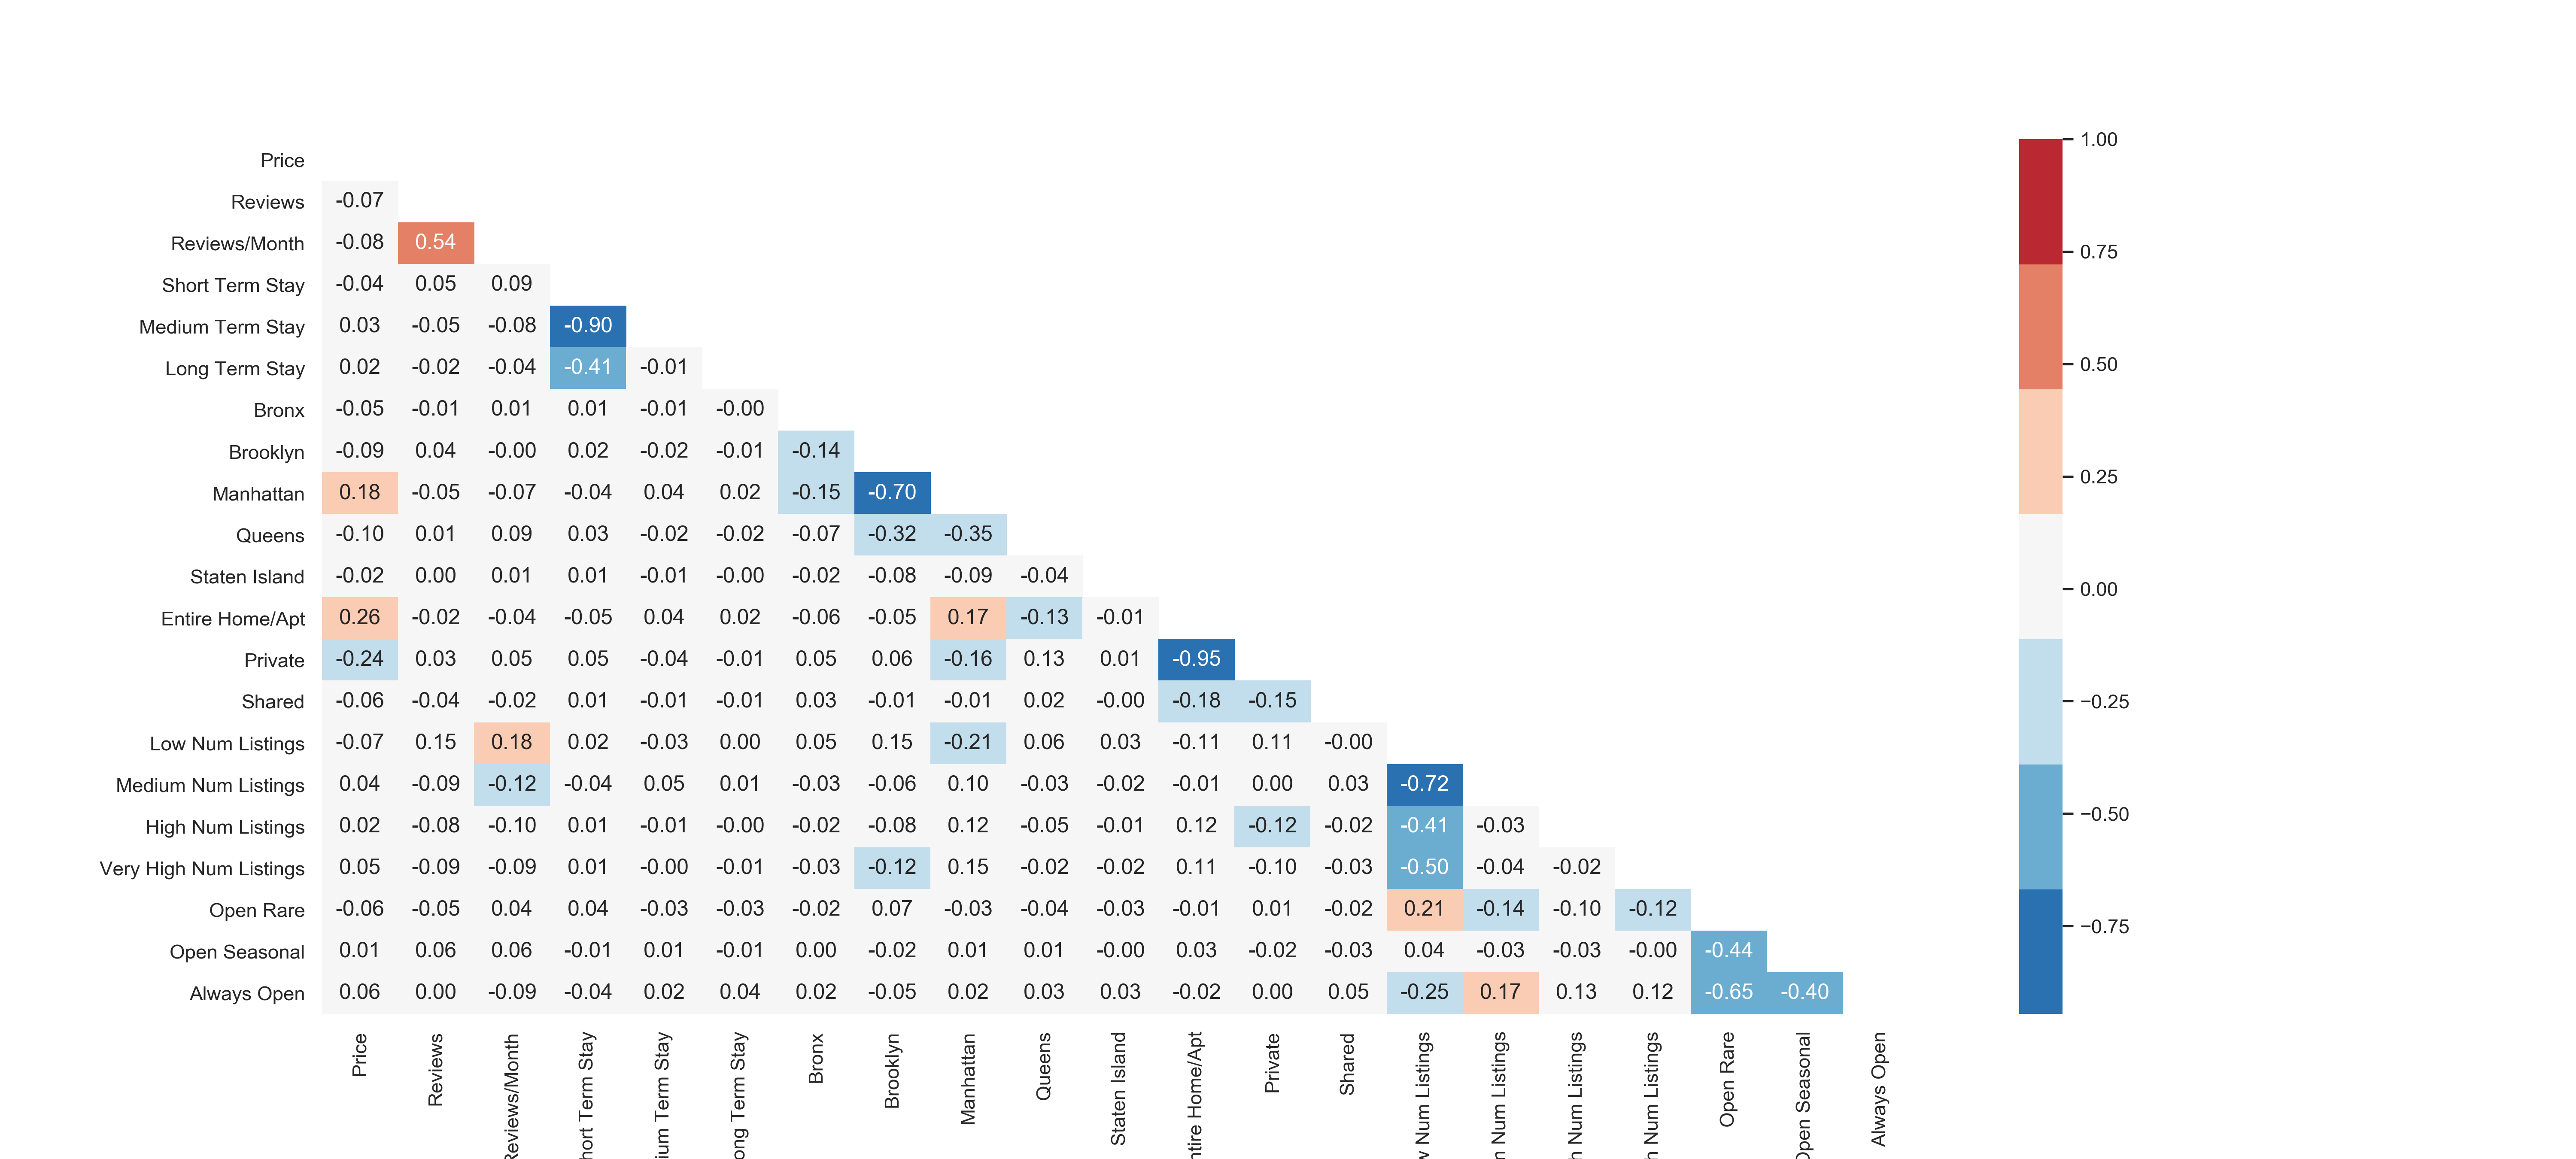 1.00
Price
Reviews -0.07
Reviews/Month -0.08 0.54
0.75
Short Term Stay -0.04 0.05 0.09
Medium Term Stay 0.03 -0.05 -0.08 -0.90
Long Term Stay 0.02 -0.02 -0.04 -0.41 -0.01
0.50
Bronx -0.05 -0.01 0.01 0.01 -0.01 -0.00
Brooklyn -0.09 0.04 -0.00 0.02 -0.02 -0.01 -0.14
0.25
Manhattan 0.18 -0.05 -0.07 -0.04 0.04 0.02 -0.15 -0.70
Queens -0.10 0.01 0.09 0.03 -0.02 -0.02 -0.07 -0.32 -0.35
Staten Island -0.02 0.00 0.01 0.01 -0.01 -0.00 -0.02 -0.08 -0.09 -0.04
0.00
Entire Home/Apt 0.26 -0.02 -0.04 -0.05 0.04 0.02 -0.06 -0.05 0.17 -0.13 -0.01
Private -0.24 0.03 0.05 0.05 -0.04 -0.01 0.05 0.06 -0.16 0.13 0.01 -0.95
Shared -0.06 -0.04 -0.02 0.01 -0.01 -0.01 0.03 -0.01 -0.01 0.02 -0.00 -0.18 -0.15
−0.25
Low Num Listings -0.07 0.15 0.18 0.02 -0.03 0.00 0.05 0.15 -0.21 0.06 0.03 -0.11 0.11 -0.00
Medium Num Listings 0.04 -0.09 -0.12 -0.04 0.05 0.01 -0.03 -0.06 0.10 -0.03 -0.02 -0.01 0.00 0.03 -0.72
−0.50
High Num Listings 0.02 -0.08 -0.10 0.01 -0.01 -0.00 -0.02 -0.08 0.12 -0.05 -0.01 0.12 -0.12 -0.02 -0.41 -0.03
Very High Num Listings 0.05 -0.09 -0.09 0.01 -0.00 -0.01 -0.03 -0.12 0.15 -0.02 -0.02 0.11 -0.10 -0.03 -0.50 -0.04 -0.02
Open Rare -0.06 -0.05 0.04 0.04 -0.03 -0.03 -0.02 0.07 -0.03 -0.04 -0.03 -0.01 0.01 -0.02 0.21 -0.14 -0.10 -0.12
−0.75
Open Seasonal 0.01 0.06 0.06 -0.01 0.01 -0.01 0.00 -0.02 0.01 0.01 -0.00 0.03 -0.02 -0.03 0.04 -0.03 -0.03 -0.00 -0.44
Always Open 0.06 0.00 -0.09 -0.04 0.02 0.04 0.02 -0.05 0.02 0.03 0.03 -0.02 0.00 0.05 -0.25 0.17 0.13 0.12 -0.65 -0.40
Price
Reviews
Reviews/Month
hort Term Stay
ium Term Stay
ong Term Stay
Bronx
Brooklyn
Manhattan
Queens
Staten Island
ntire Home/Apt
Private
Shared
w Num Listings
m Num Listings
h Num Listings
h Num Listings
Open Rare
Open Seasonal
Always Open